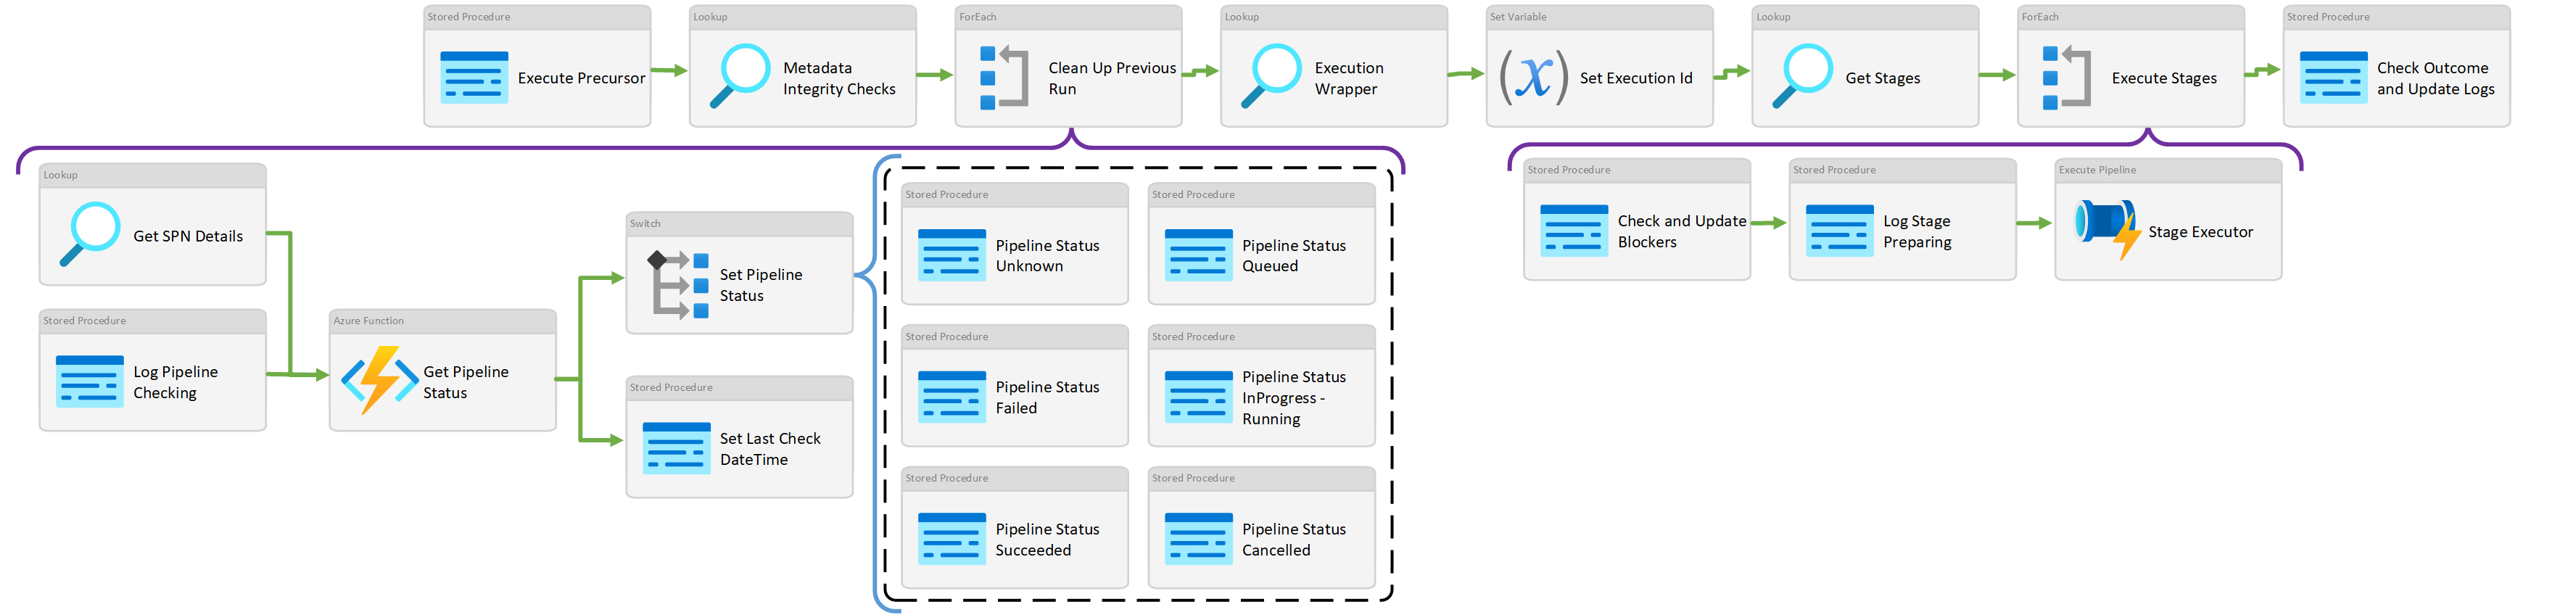 Stored Procedure
Execute Precursor
Lookup
Metadata
Integrity Checks
ForEach
Clean Up Previous
Run
Lookup
Execution
Wrapper
Set Variable
(x)
Set Execution Id
Lookup
Get Stages
ForEach
Execute Stages
Stored Procedure
Check Outcome
and Update Logs
Lookup
Get SPN Details
Stored Procedure
Log Pipeline
Checking
Azure Function
Get Pipeline
Status
Switch
Set Pipeline
Status
Stored Procedure
Set Last Check
DateTime
Stored Procedure
Pipeline Status
Unknown
Stored Procedure
Pipeline Status
Queued
Stored Procedure
Pipeline Status
Failed
Stored Procedure
Pipeline Status
InProgress -
Running
Stored Procedure
Pipeline Status
Succeeded
Stored Procedure
Pipeline Status
Cancelled
Stored Procedure
Check and Update
Blockers
Stored Procedure
Log Stage
Preparing
Execute Pipeline
Stage Executor